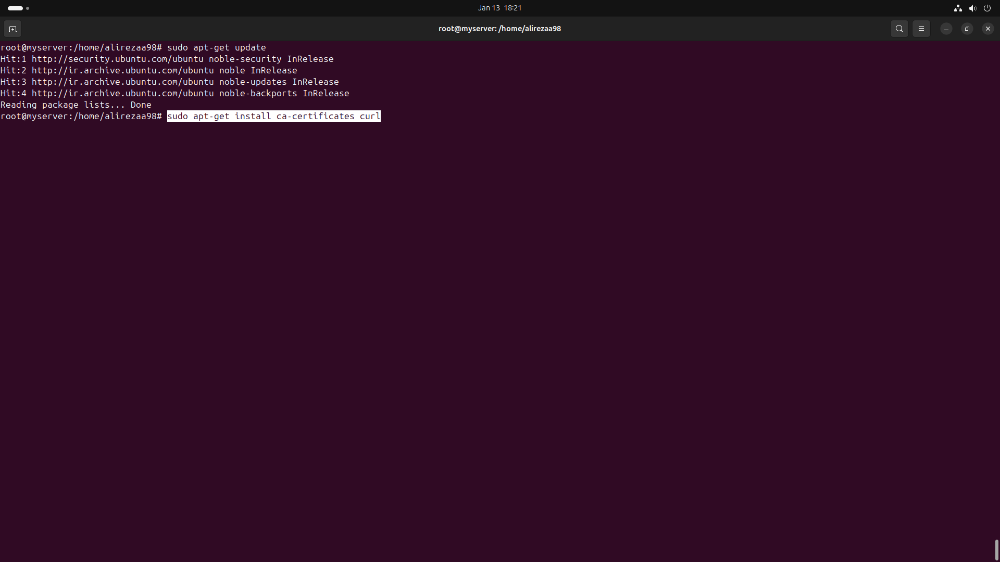 Jan 13 18:21
root@myserver: /home/alirezaa98
root@myserver:/home/alirezaa98# sudo apt-get update
Hit:1 http://security.ubuntu.com/ubuntu noble-security InRelease
Hit:2 http://ir.archive.ubuntu.com/ubuntu noble InRelease
Hit:3 http://ir.archive.ubuntu.com/ubuntu noble-updates InRelease
Hit:4 http://ir.archive.ubuntu.com/ubuntu noble-backports InRelease
Reading package lists... Done
root@myserver:/home/alirezaa98# sudo apt-get install ca-certificates curl